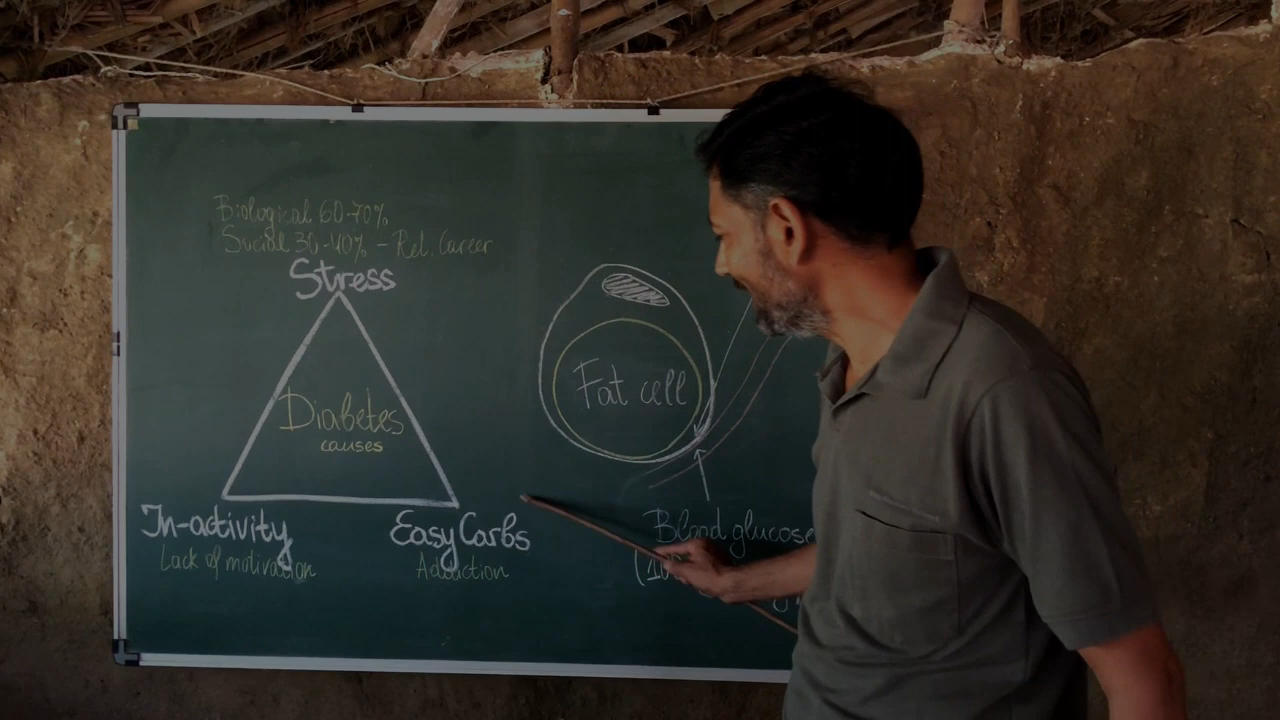 Biological 60-70%
Social 30-40% - Rel. Career
Stress
Diabetes
causes
In-activity
Lack of motivation
Easy Carbs
Addiction
Fat cell
Blood glucose